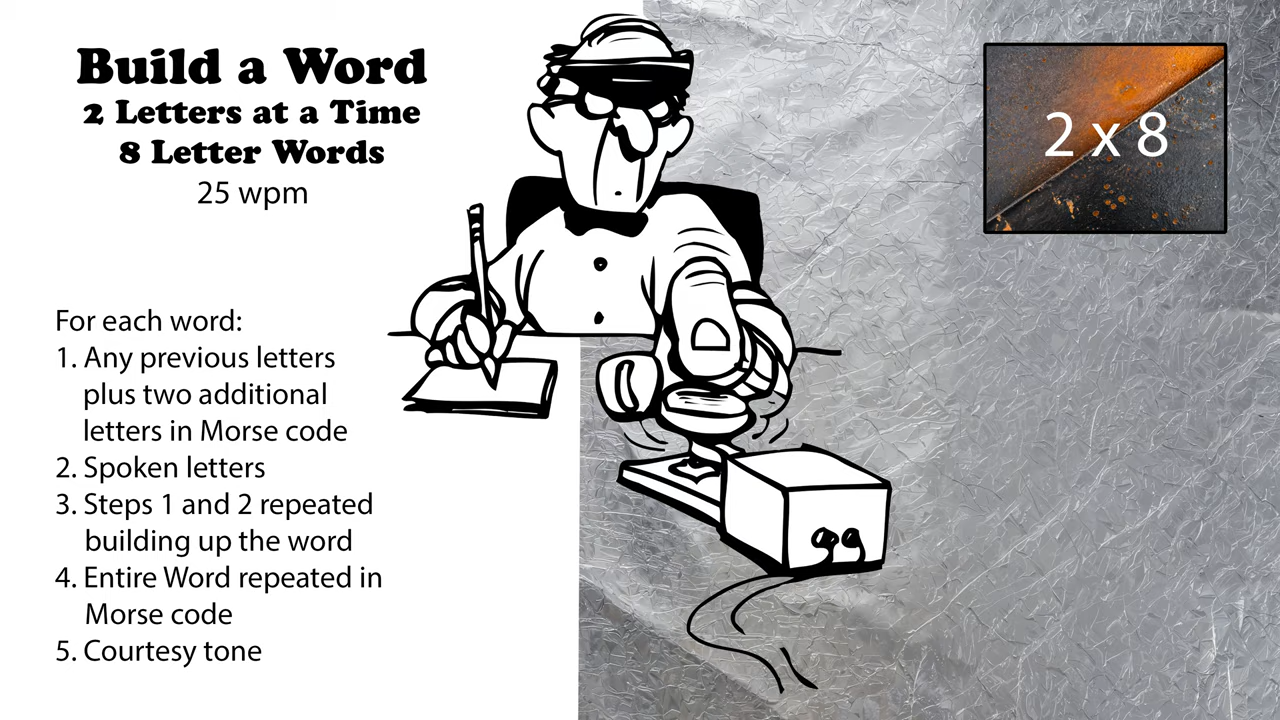 Build a Word
2 Letters at a Time
8 Letter Words
25 wpm
2 x 8
For each word:
1. Any previous letters
plus two additional
letters in Morse code
2. Spoken letters
3. Steps 1 and 2 repeated
building up the word
4. Entire Word repeated in
Morse code
5. Courtesy tone